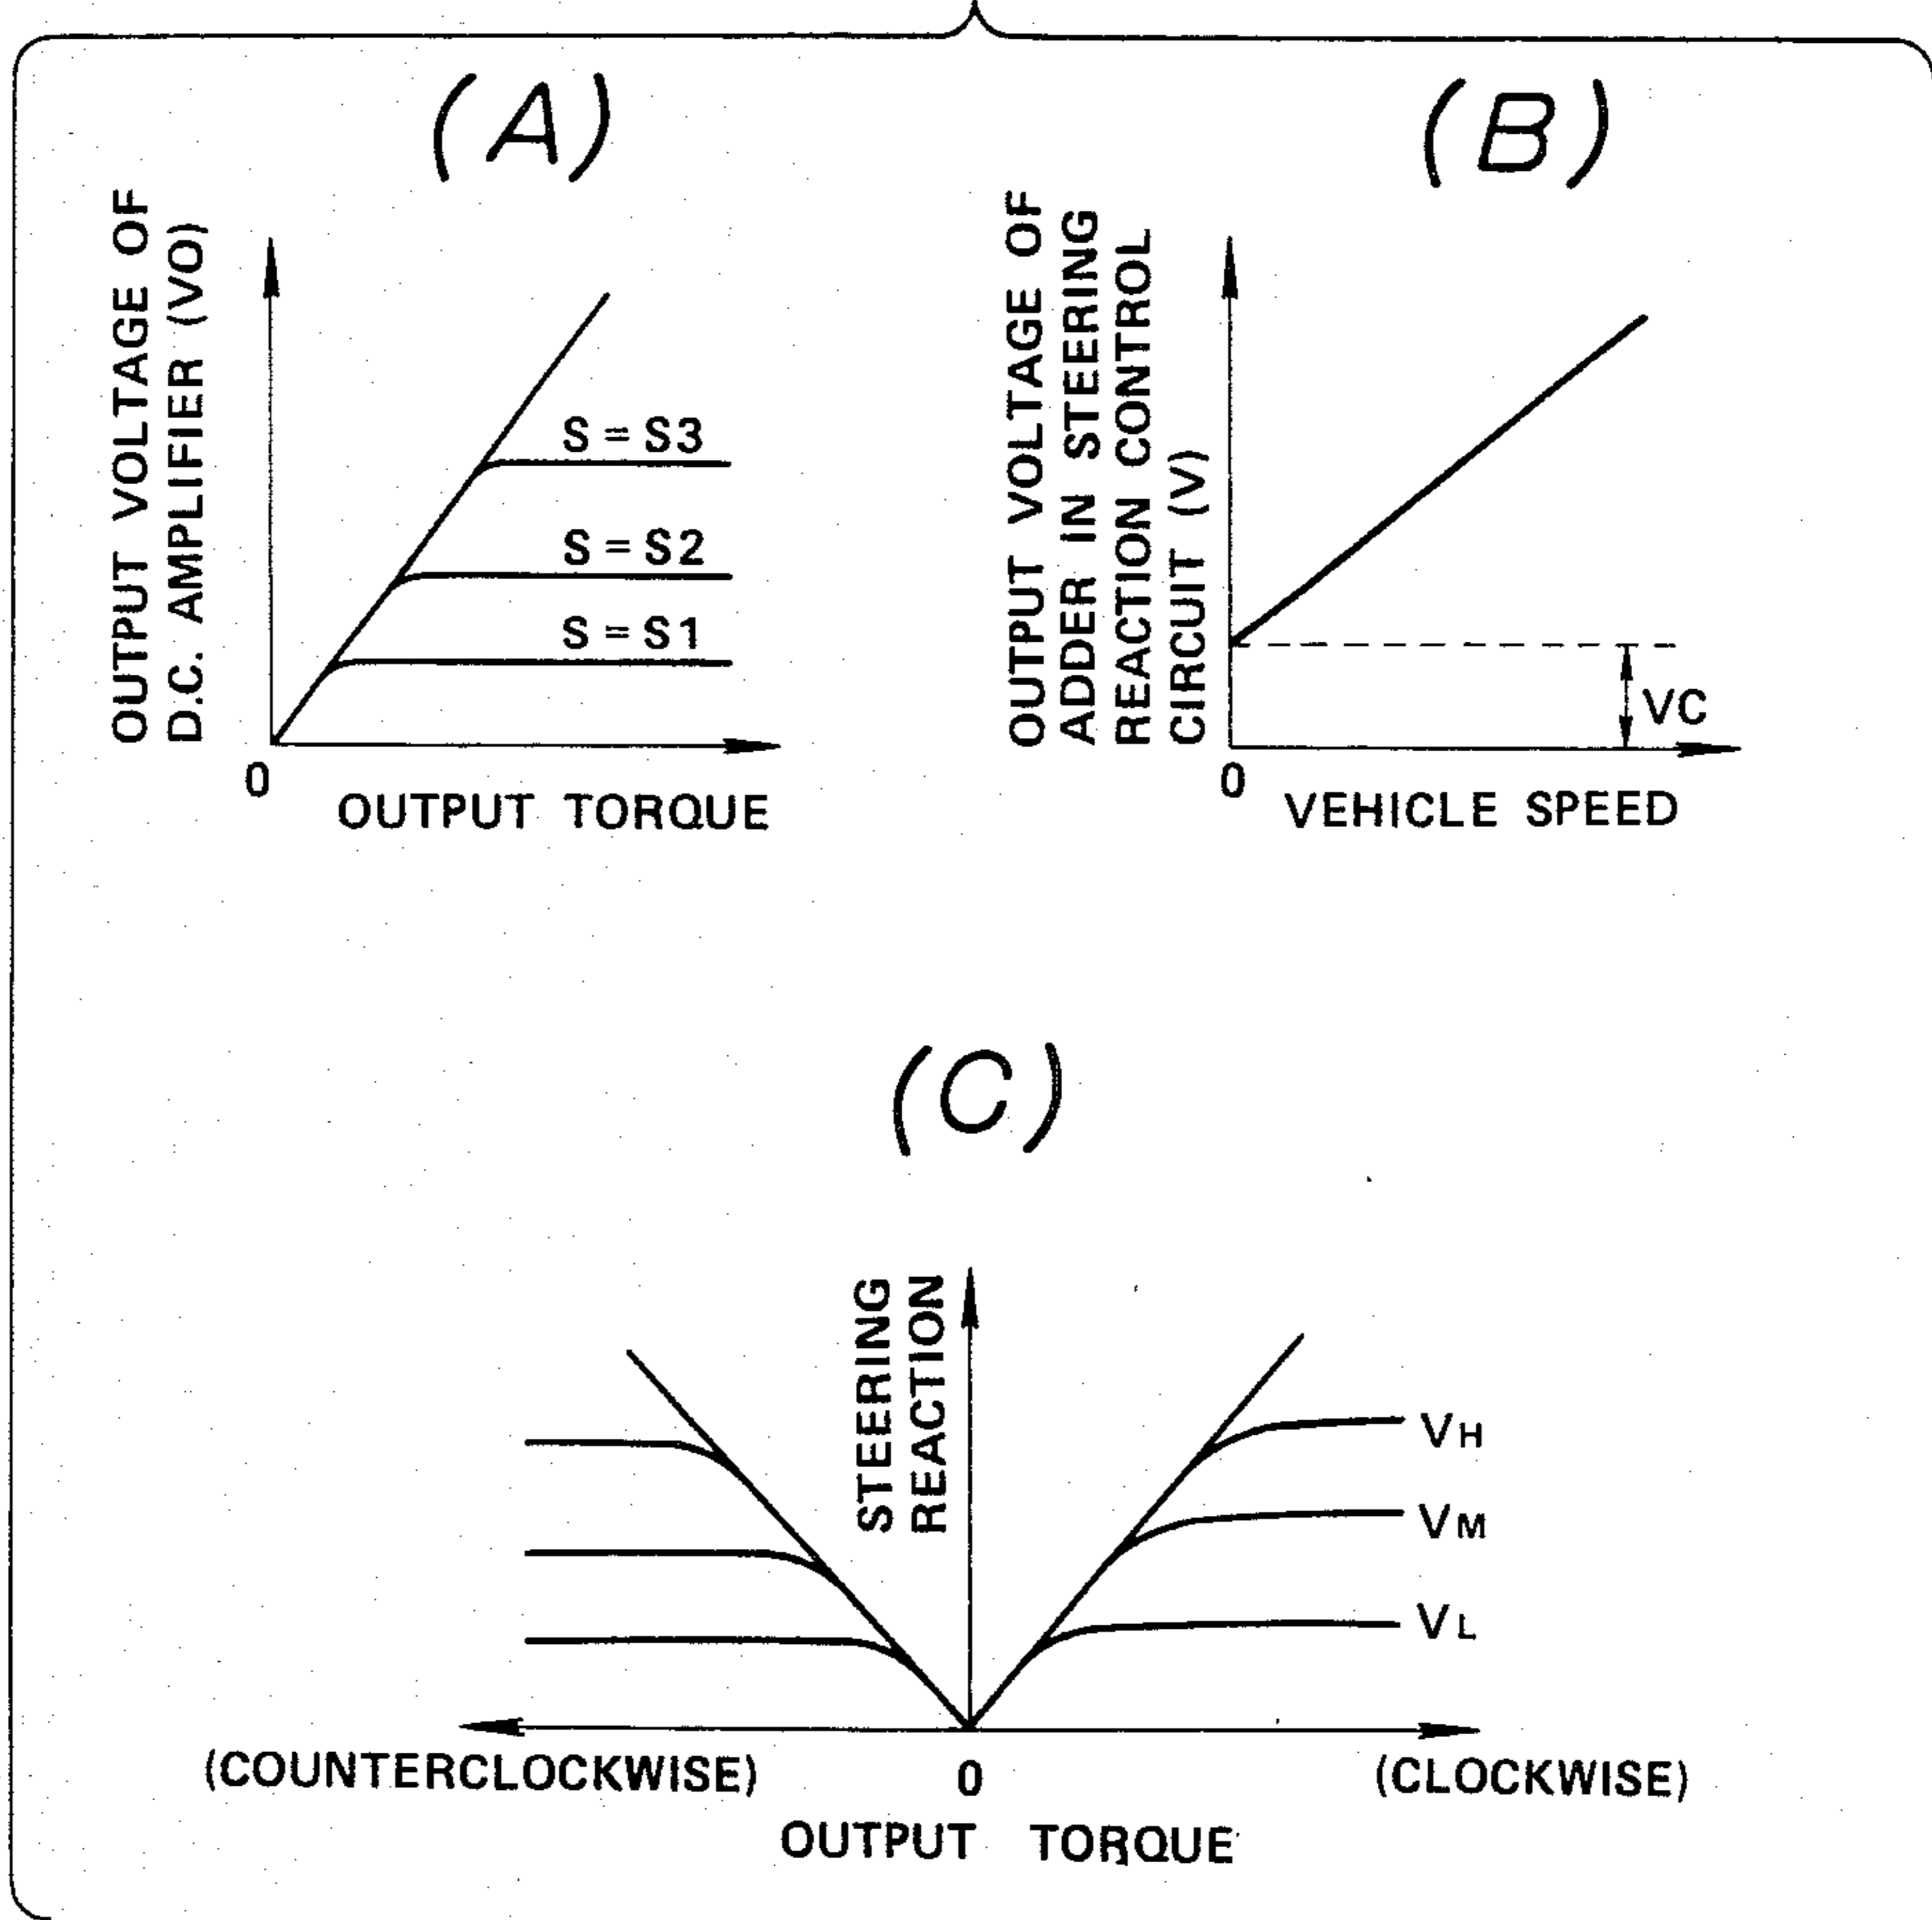 (A)
OUTPUT VOLTAGE OF
D.C. AMPLIFIER (VO)
S = S3
S = S2
S = S1
0
OUTPUT TORQUE
(B)
OUTPUT VOLTAGE OF
ADDER IN STEERING
REACTION CONTROL
CIRCUIT (V)
VC
0
VEHICLE SPEED
(C)
STEERING
REACTION
VH
VM
VL
(COUNTERCLOCKWISE)
0
(CLOCKWISE)
OUTPUT TORQUE